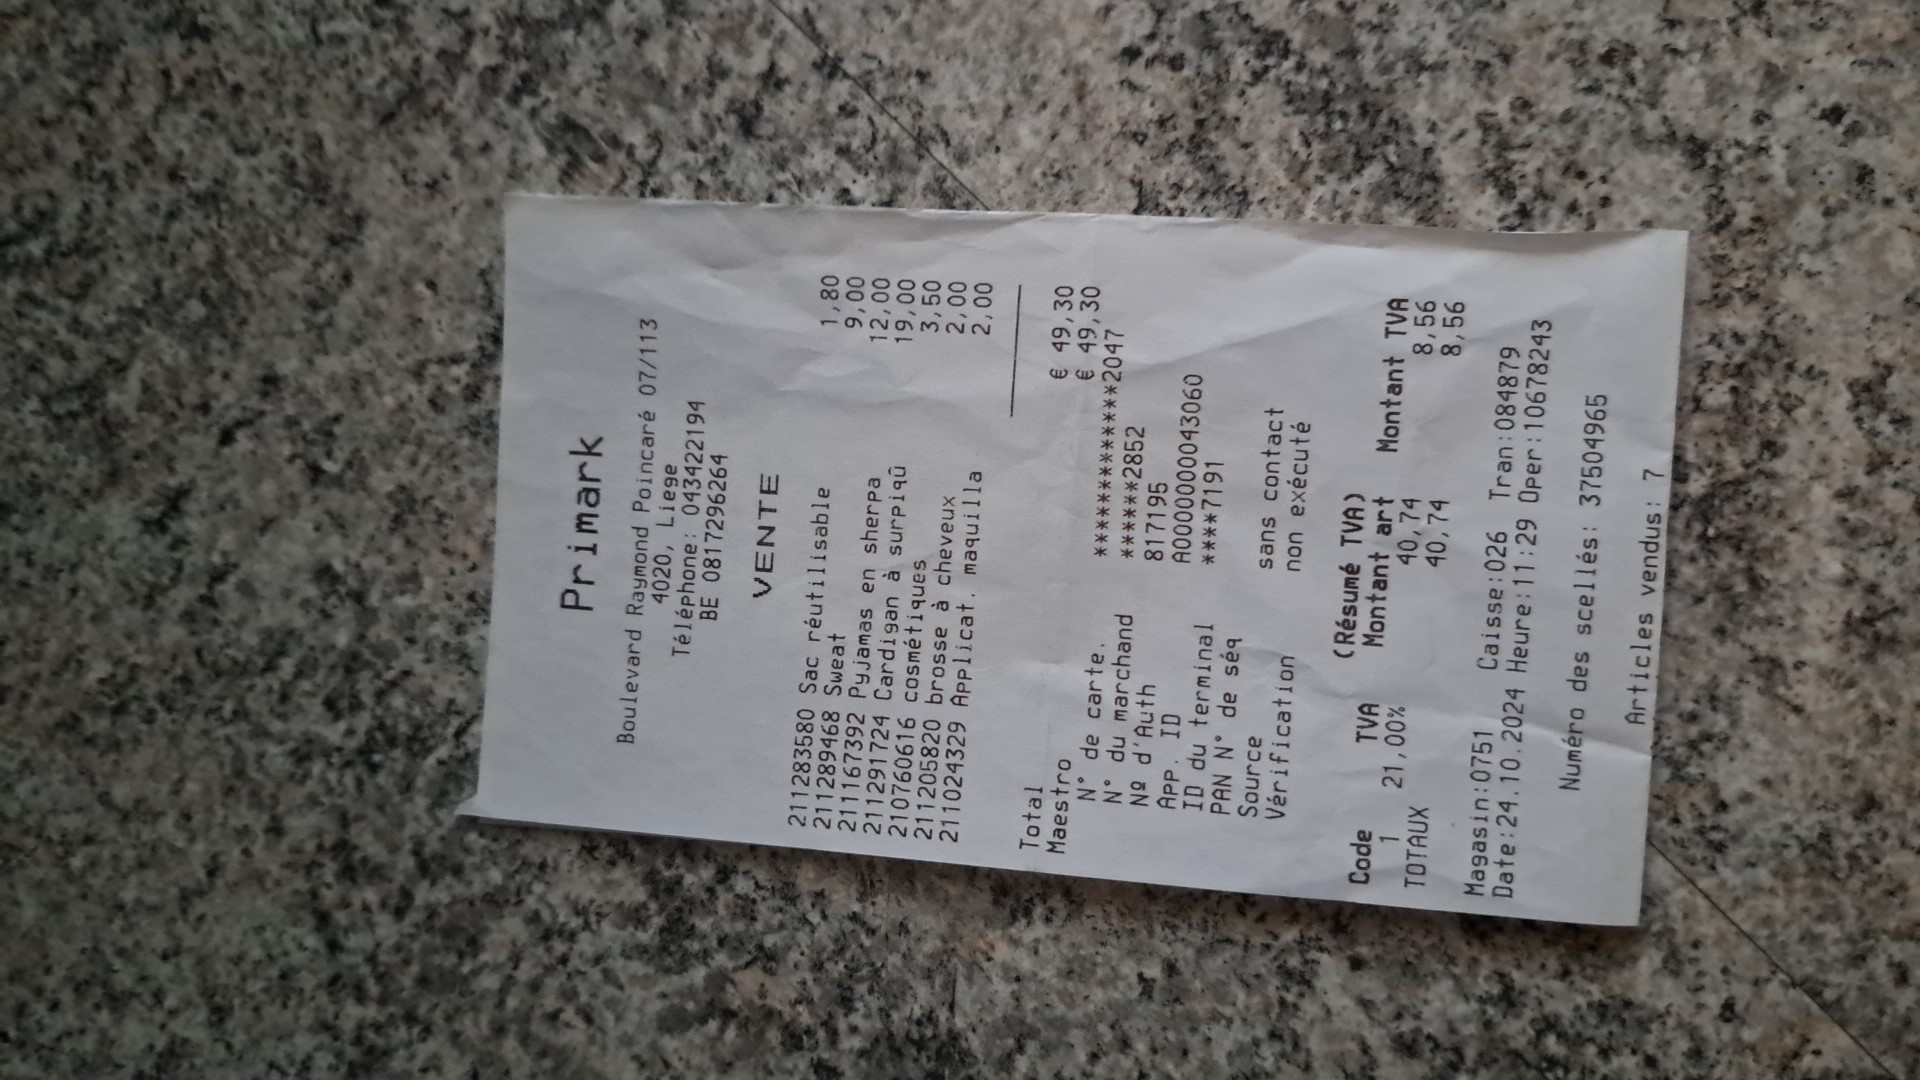 Primark
Boulevard Raymond Poincaré 07/113
4020, Liege
Téléphone: 043422194
BE 0817296264
VENTE
211283580 Sac réutilisable 1,80
211289468 Sweat 9,00
211167392 Pyjamas en sherpa 12,00
211291724 Cardigan à surpiqû 19,00
210760616 cosmétiques 3,50
211205820 brosse à cheveux 2,00
211024329 Applicat. maquilla 2,00
Total € 49,30
Maestro € 49,30
N° de carte. ***************2047
N° du marchand ******2852
Nº d'Auth 817195
App. ID A0000000043060
ID du terminal ****7191
PAN N° de séq
Source sans contact
Vérification non exécuté
(Résumé TVA)
Code TVA Montant art Montant TVA
1 21,00% 40,74 8,56
TOTAUX 40,74 8,56
Magasin:0751 Caisse:026 Tran:084879
Date:24.10.2024 Heure:11:29 Oper:10678243
Numéro des scellés: 37504965
Articles vendus: 7